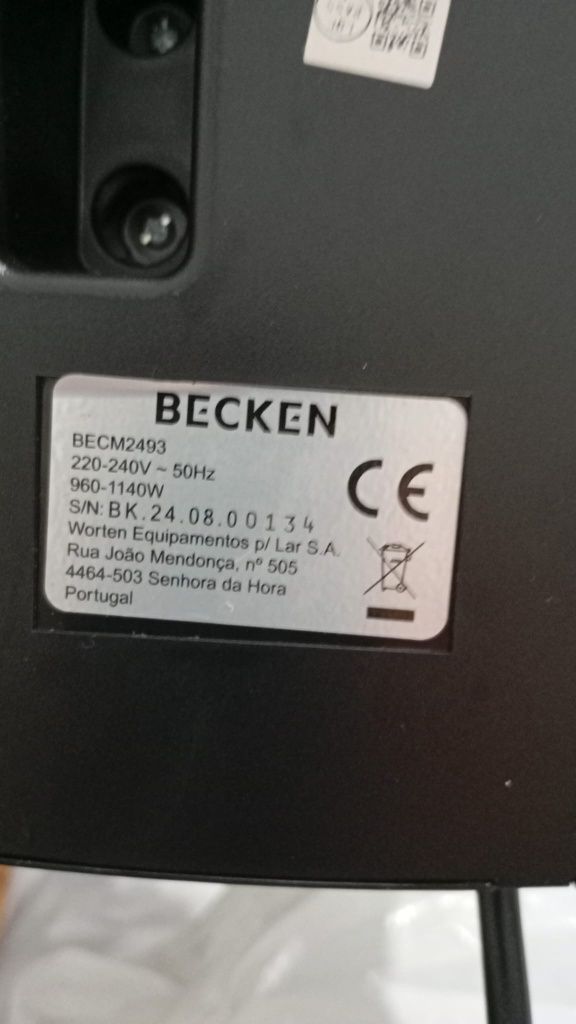 BECKEN
BECM2493
220-240V ~ 50Hz
960-1140W
S/N: BK.24.08.00134
Worten Equipamentos p/ Lar S.A.
Rua João Mendonça, nº 505
4464-503 Senhora da Hora
Portugal
CE